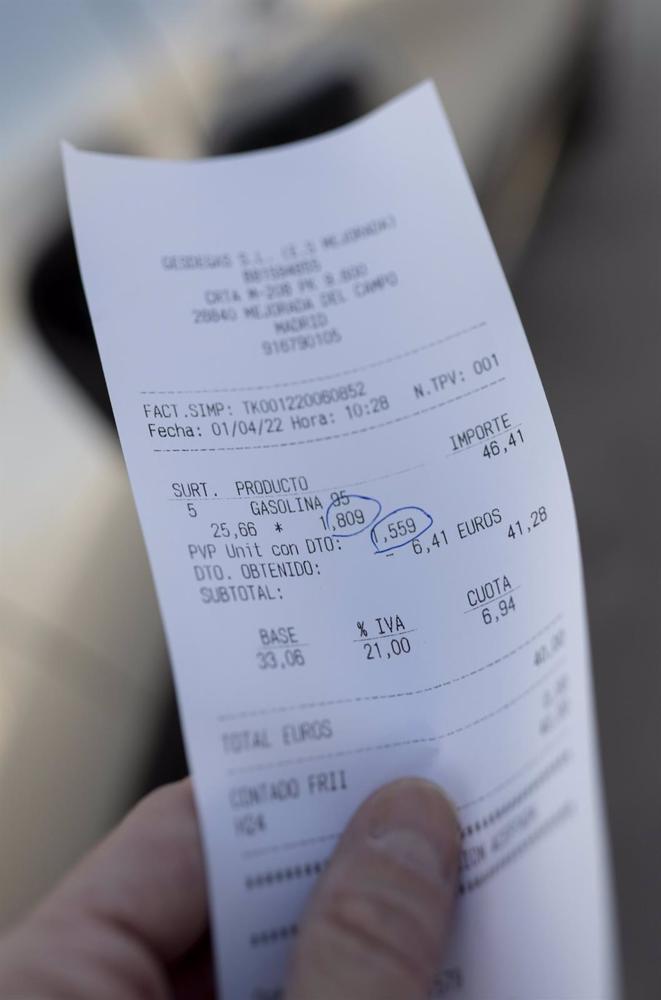 GESDEGAS S.L. (E.S MEJORADA)
CRTA M-208 PK 9.600
28840 MEJORADA DEL CAMPO
MADRID
916790105
FACT.SIMP: TK001220060852 N.TPV: 001
Fecha: 01/04/22 Hora: 10:28
SURT. PRODUCTO IMPORTE
5 GASOLINA 95 46,41
25,66 * 1,809
PVP Unit con DTO: 1,559
DTO. OBTENIDO: - 6,41 EUROS
SUBTOTAL: 41,28
BASE % IVA CUOTA
33,06 21,00 6,94
TOTAL EUROS 40,00
CONTADO